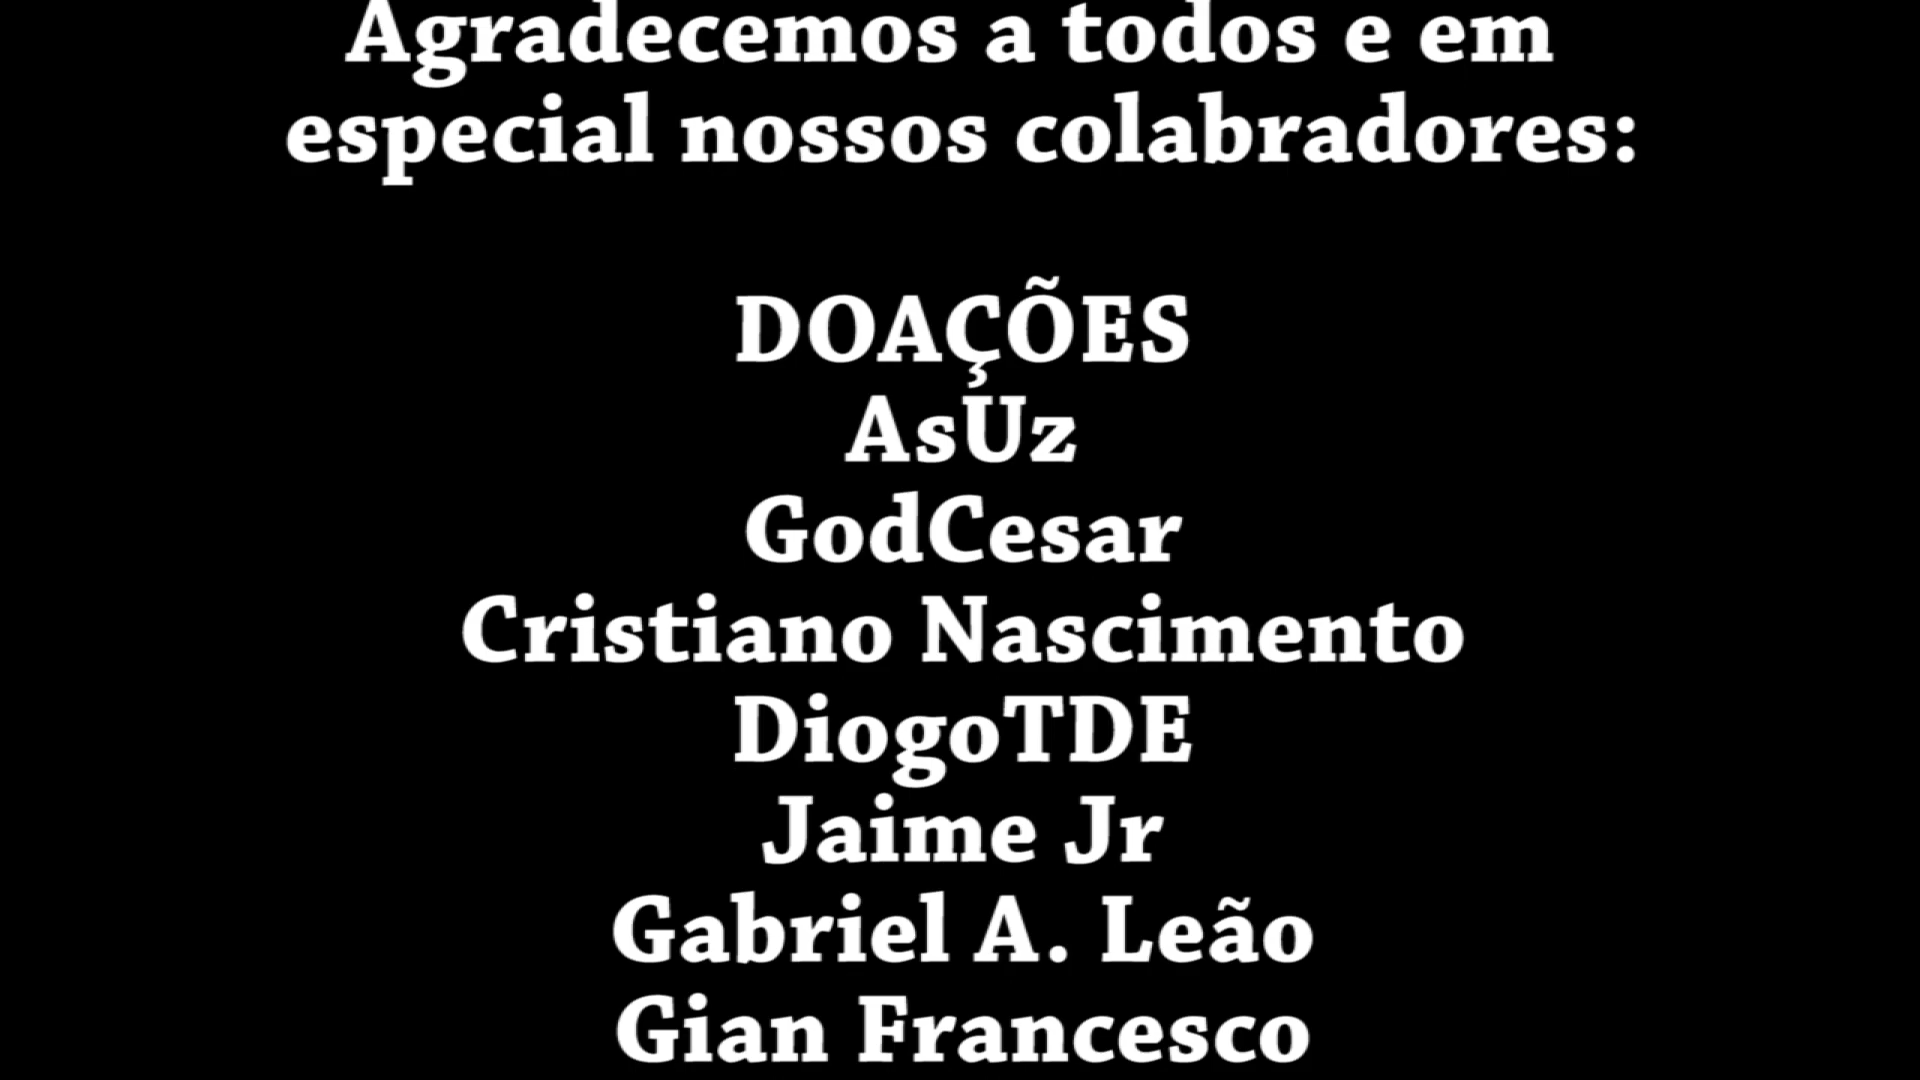 Agradecemos a todos e em
especial nossos colabradores:
DOAÇÕES
AsUz
GodCesar
Cristiano Nascimento
DiogoTDE
Jaime Jr
Gabriel A. Leão
Gian Francesco